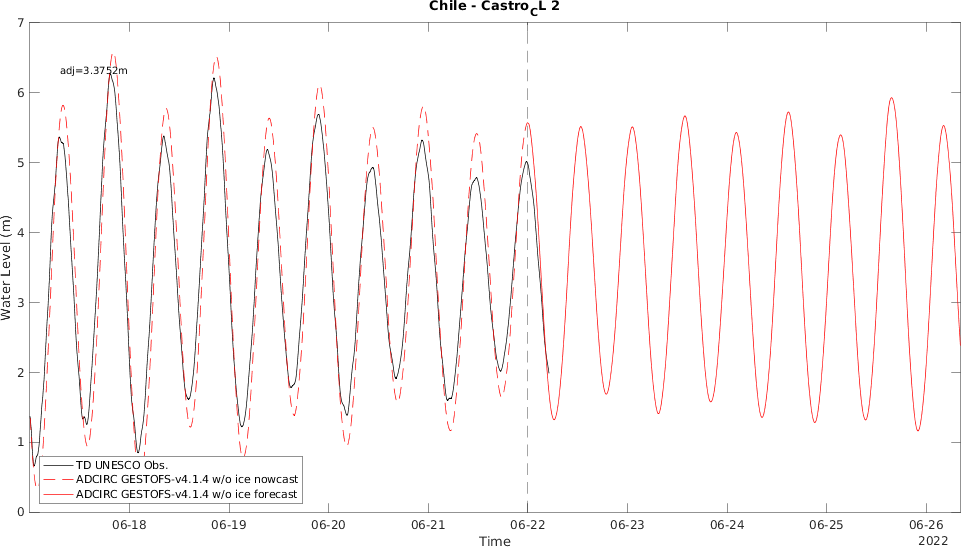 Chile - Castro_CL 2
adj=3.3752m
Water Level (m)
7
6
5
4
3
2
1
0
TD UNESCO Obs.
ADCIRC GESTOFS-v4.1.4 w/o ice nowcast
ADCIRC GESTOFS-v4.1.4 w/o ice forecast
06-18 06-19 06-20 06-21 06-22 06-23 06-24 06-25 06-26
Time
2022